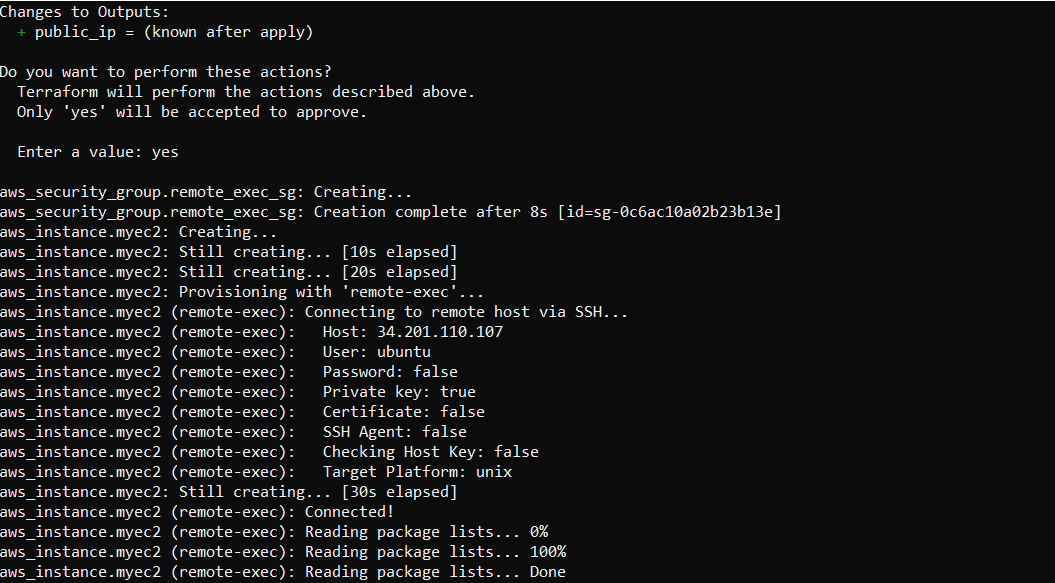 Changes to Outputs:
  + public_ip = (known after apply)
Do you want to perform these actions?
  Terraform will perform the actions described above.
  Only 'yes' will be accepted to approve.
  Enter a value: yes
aws_security_group.remote_exec_sg: Creating...
aws_security_group.remote_exec_sg: Creation complete after 8s [id=sg-0c6ac10a02b23b13e]
aws_instance.myec2: Creating...
aws_instance.myec2: Still creating... [10s elapsed]
aws_instance.myec2: Still creating... [20s elapsed]
aws_instance.myec2: Provisioning with 'remote-exec'...
aws_instance.myec2 (remote-exec): Connecting to remote host via SSH...
aws_instance.myec2 (remote-exec):   Host: 34.201.110.107
aws_instance.myec2 (remote-exec):   User: ubuntu
aws_instance.myec2 (remote-exec):   Password: false
aws_instance.myec2 (remote-exec):   Private key: true
aws_instance.myec2 (remote-exec):   Certificate: false
aws_instance.myec2 (remote-exec):   SSH Agent: false
aws_instance.myec2 (remote-exec):   Checking Host Key: false
aws_instance.myec2 (remote-exec):   Target Platform: unix
aws_instance.myec2: Still creating... [30s elapsed]
aws_instance.myec2 (remote-exec): Connected!
aws_instance.myec2 (remote-exec): Reading package lists... 0%
aws_instance.myec2 (remote-exec): Reading package lists... 100%
aws_instance.myec2 (remote-exec): Reading package lists... Done